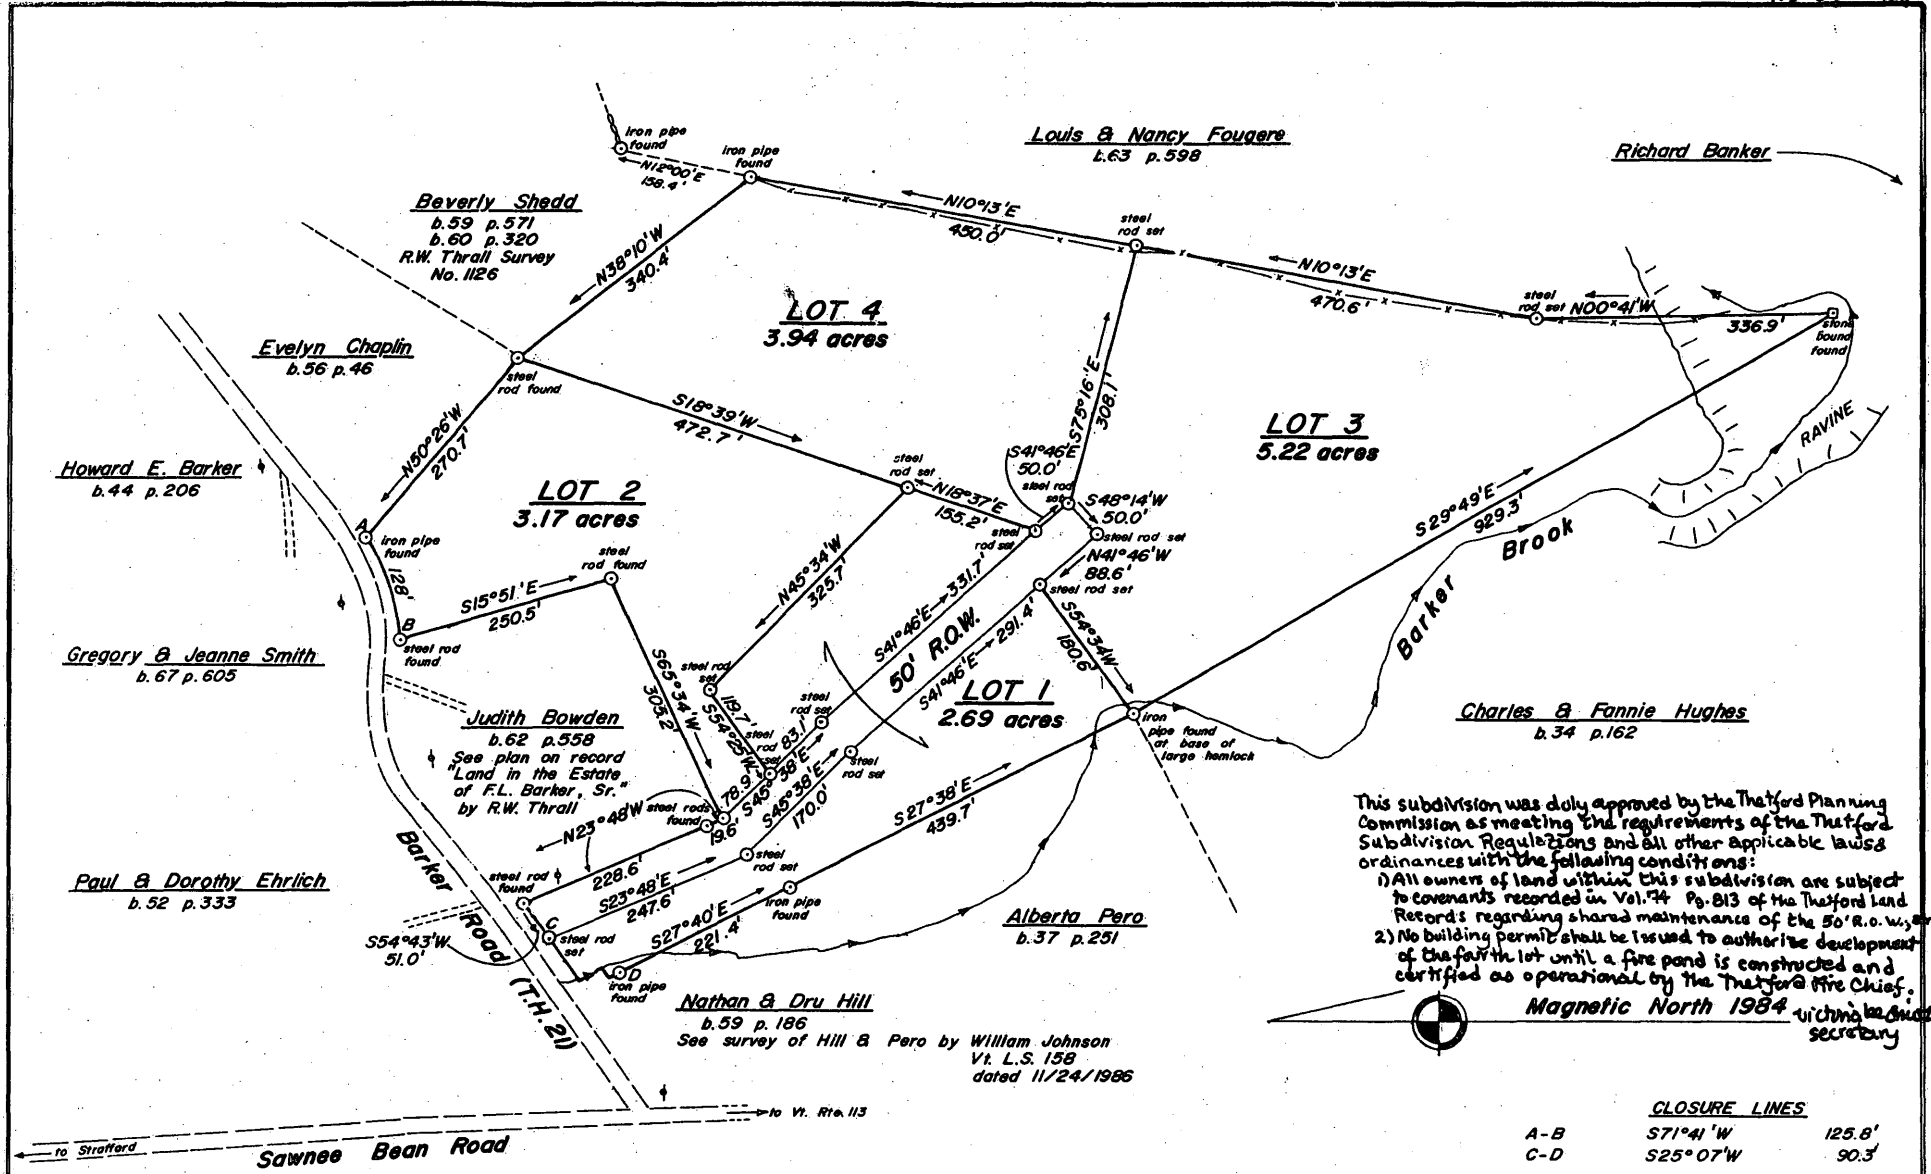 Louis & Nancy Fougere
b.63 p.598
Richard Banker
iron pipe
found
N12°00'E
158.4'
iron pipe
found
Beverly Shedd
b.59 p.571
b.60 p.320
R.W. Thrall Survey
No. 1126
N38°10'W
340.4'
N10°13'E
450.0'
steel
rod set
N10°13'E
470.6'
steel
rod set
N00°41'W
336.9'
stone
bound
found
LOT 4
3.94 acres
Evelyn Chaplin
b.56 p.46
steel
rod found
S18°39'W
472.7'
S75°16'E
308.1'
LOT 3
5.22 acres
RAVINE
N50°26'W
270.7'
Howard E. Barker
b.44 p.206
LOT 2
3.17 acres
steel
rod set
N18°37'E
155.2'
S41°46'E
50.0'
steel rod
set
S48°14'W
50.0'
steel rod set
steel
rod set
N41°46'W
88.6'
steel rod set
S29°49'E
929.3'
Barker Brook
A
iron pipe
found
128'
steel
rod found
S15°51'E
250.5'
B
steel rod
found
N45°34'W
325.7'
S41°46'E
331.7'
50' R.O.W.
S41°46'E
291.4'
S54°34'W
180.6'
Gregory & Jeanne Smith
b.67 p.605
S65°34'W
305.2'
steel rod
set
119.7'
S54°25'W
steel
rod set
steel
rod set
83.1'
78.9'
S45°38'E
LOT 1
2.69 acres
iron
pipe found
at base of
large hemlock
Charles & Fannie Hughes
b.34 p.162
Judith Bowden
b.62 p.558
See plan on record
"Land in the Estate
of F.L. Barker, Sr."
by R.W. Thrall
steel
rod set
S45°38'E
170.0'
N23°48'W
steel rods
found
19.6'
S27°38'E
439.7'
Paul & Dorothy Ehrlich
b.52 p.333
steel rod
found
228.6'
S23°48'E
247.6'
steel
rod set
S27°40'E
221.4'
iron pipe
found
Alberta Pero
b.37 p.251
S54°43'W
51.0'
C
steel rod
set
D
iron pipe
found
Barker Road (T.H. 21)
Nathan & Dru Hill
b.59 p. 186
See survey of Hill & Pero by William Johnson
Vt. L.S. 158
dated 11/24/1986
This subdivision was duly approved by the Thetford Planning
Commission as meeting the requirements of the Thetford
Subdivision Regulations and all other applicable laws &
ordinances with the following conditions:
1) All owners of land within this subdivision are subject
to covenants recorded in Vol. 74 Pg. 813 of the Thetford Land
Records regarding shared maintenance of the 50' R.O.W.;
2) No building permit shall be issued to authorize development
of the fourth lot until a fire pond is constructed and
certified as operational by the Thetford Fire Chief.
secretary
Magnetic North 1984
to Vt. Rte. 113
to Strafford
Sawnee Bean Road
CLOSURE LINES
A-B S71°41'W 125.8'
C-D S25°07'W 90.3'